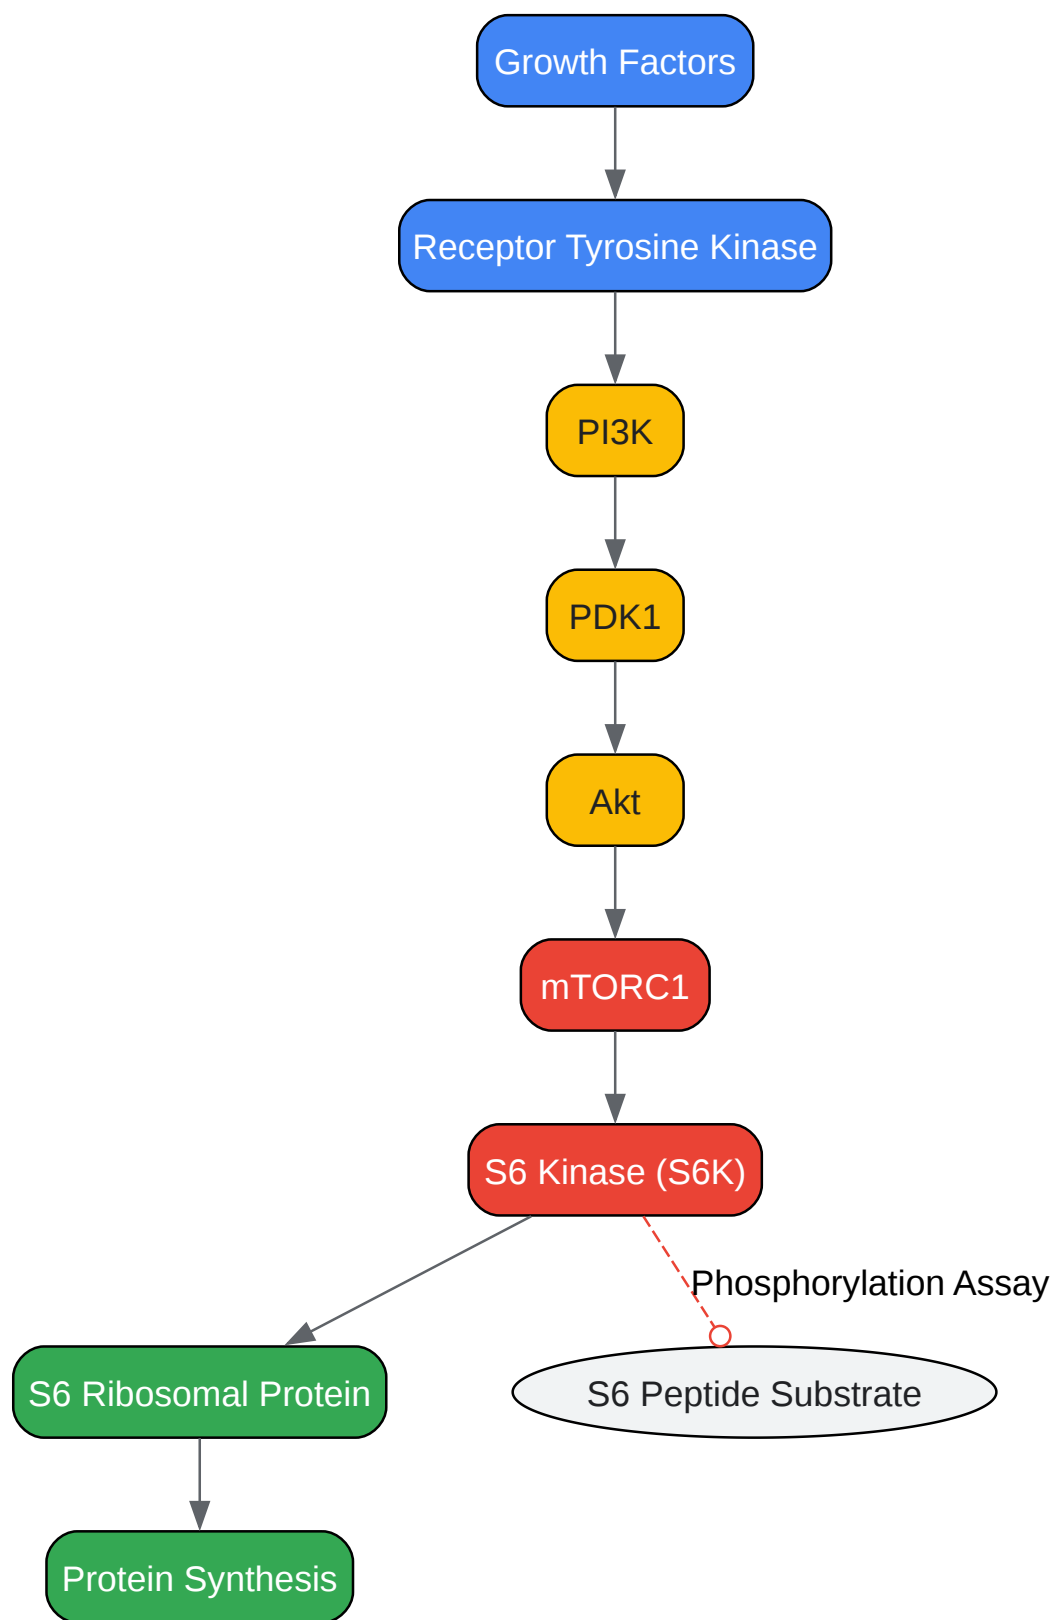 Growth Factors
Receptor Tyrosine Kinase
PI3K
PDK1
Akt
mTORC1
S6 Kinase (S6K)
Phosphorylation Assay
S6 Ribosomal Protein
S6 Peptide Substrate
Protein Synthesis